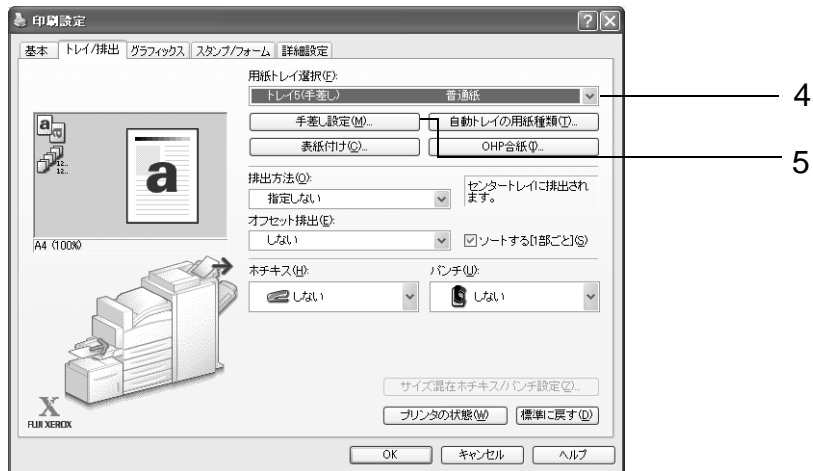 印刷設定
基本 トレイ/排出 グラフィックス スタンプ/フォーム 詳細設定
用紙トレイ選択(F):
トレイ5(手差し) 普通紙
4
手差し設定(M)... 自動トレイの用紙種類(T)...
表紙付け(C)... OHP合紙(I)...
5
排出方法(O):
指定しない
センタートレイに排出され
ます。
オフセット排出(E):
しない
ソートする[1部ごと](S)
A4 (100%)
ホチキス(H): パンチ(U):
しない しない
サイズ混在ホチキス/パンチ設定(Z)...
プリンタの状態(W) 標準に戻す(D)
FUJI XEROX
OK キャンセル ヘルプ